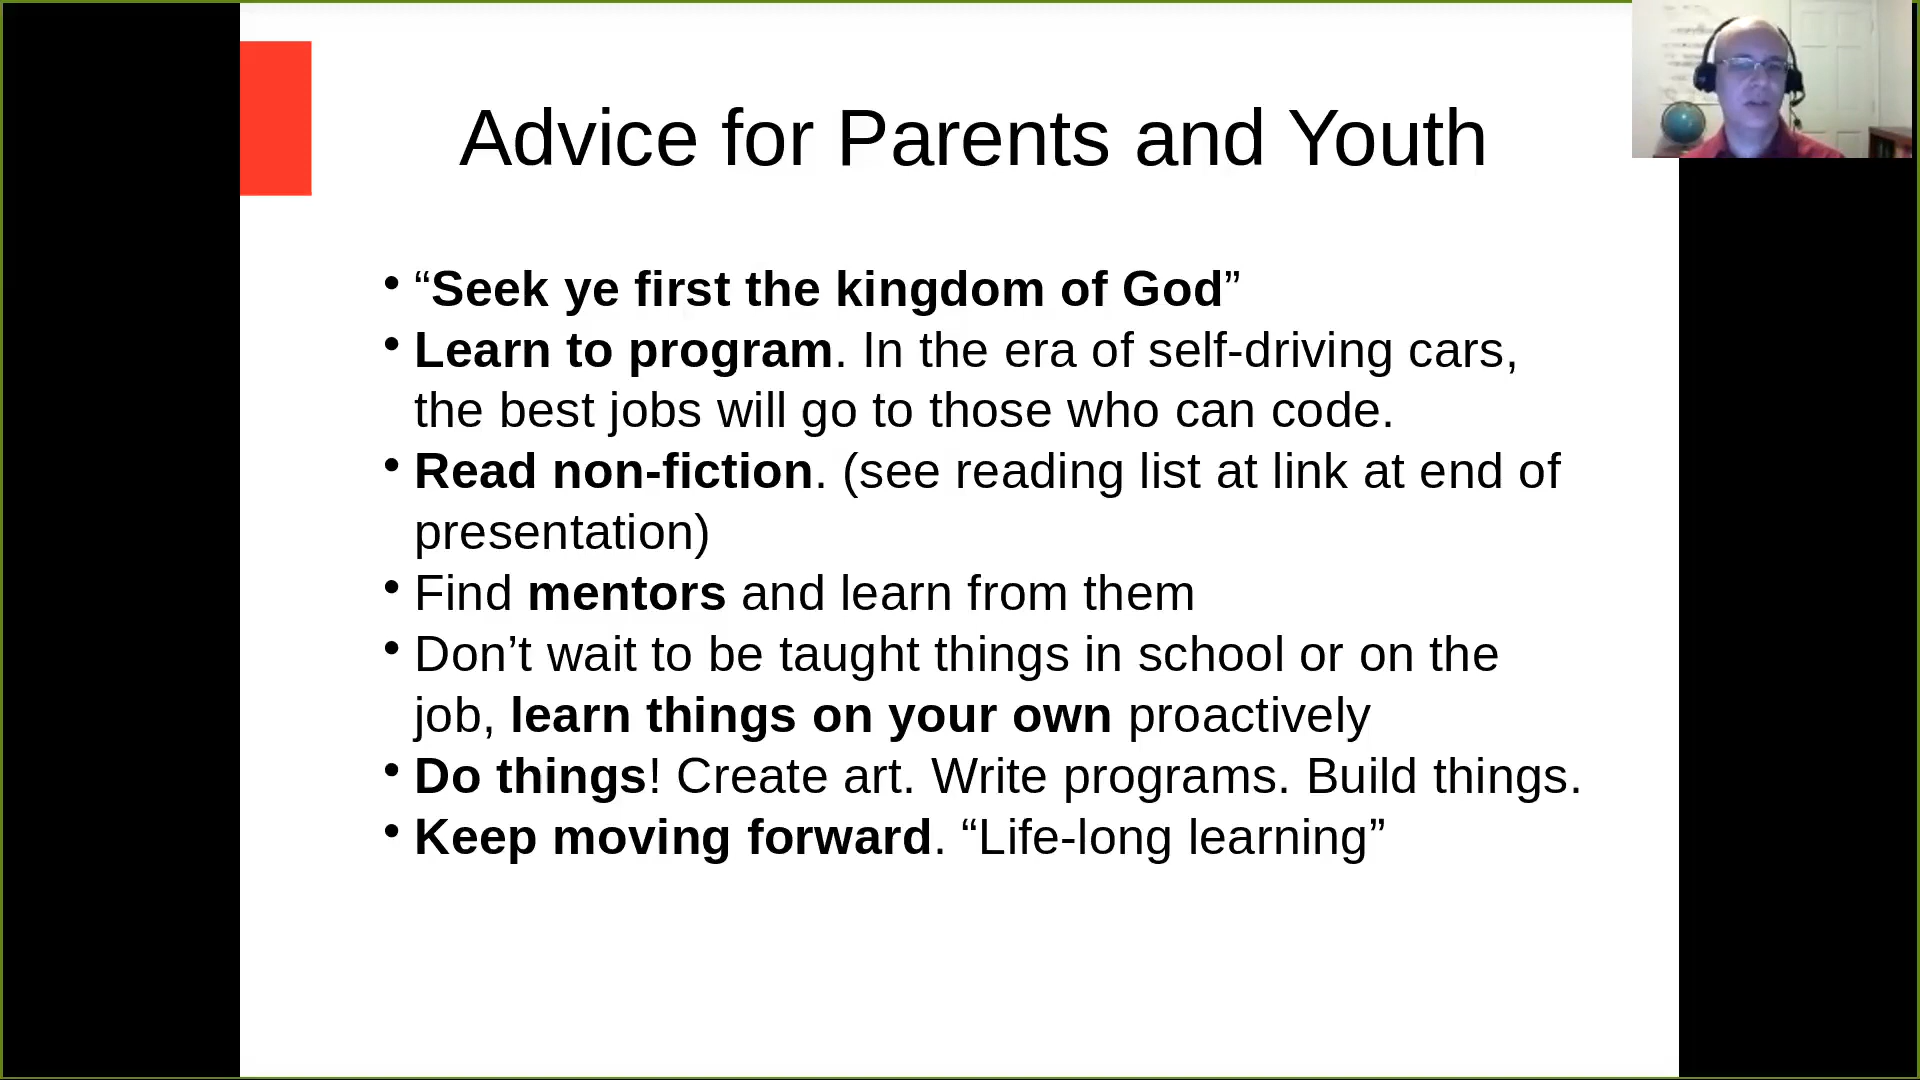 Advice for Parents and Youth
• “Seek ye first the kingdom of God”
• Learn to program. In the era of self-driving cars,
the best jobs will go to those who can code.
• Read non-fiction. (see reading list at link at end of
presentation)
• Find mentors and learn from them
• Don’t wait to be taught things in school or on the
job, learn things on your own proactively
• Do things! Create art. Write programs. Build things.
• Keep moving forward. “Life-long learning”